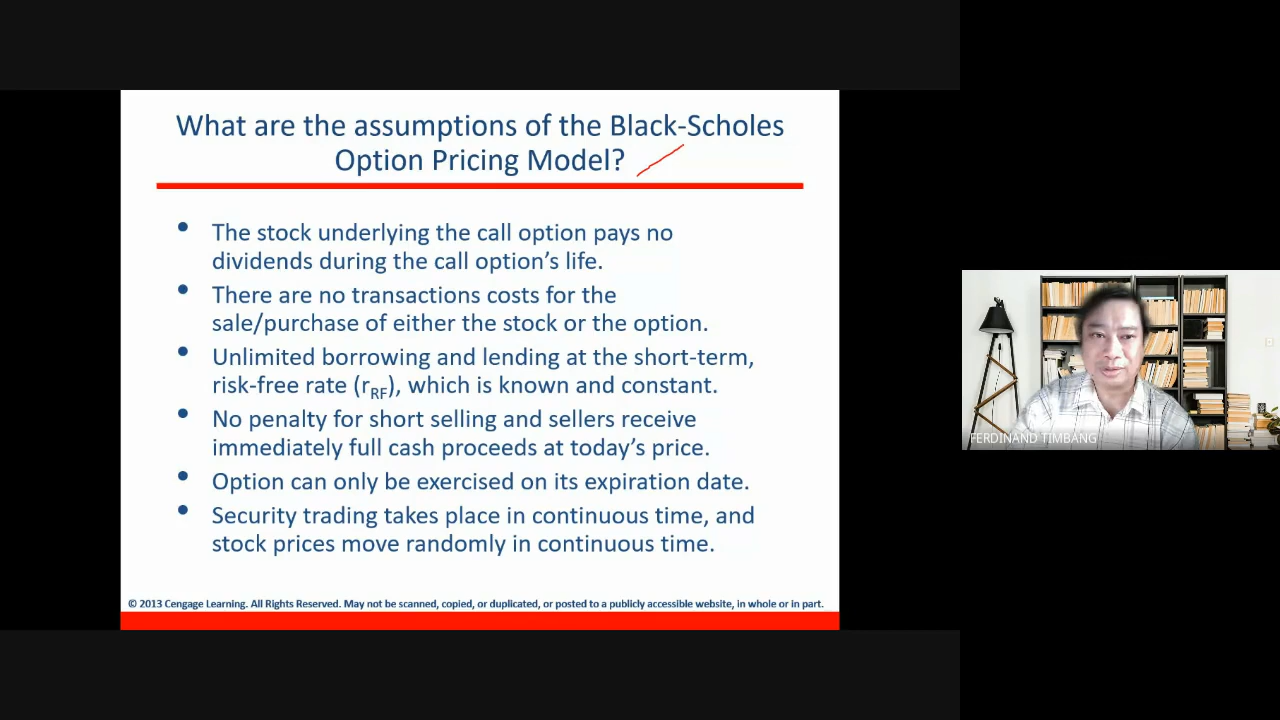 What are the assumptions of the Black-Scholes
Option Pricing Model?
• The stock underlying the call option pays no
dividends during the call option’s life.
• There are no transactions costs for the
sale/purchase of either the stock or the option.
• Unlimited borrowing and lending at the short-term,
risk-free rate (rRF), which is known and constant.
• No penalty for short selling and sellers receive
immediately full cash proceeds at today’s price.
• Option can only be exercised on its expiration date.
• Security trading takes place in continuous time, and
stock prices move randomly in continuous time.
© 2013 Cengage Learning. All Rights Reserved. May not be scanned, copied, or duplicated, or posted to a publicly accessible website, in whole or in part.
FERDINAND TIMBANG